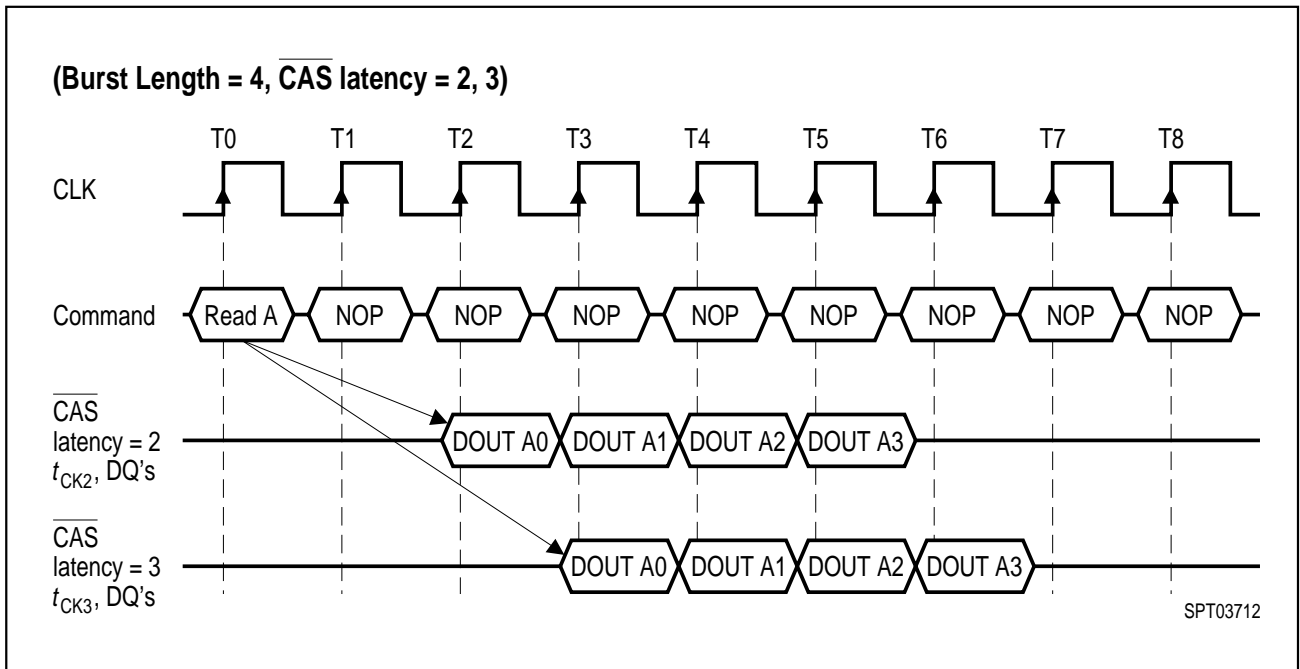 (Burst Length = 4, CAS latency = 2, 3)
T0 T1 T2 T3 T4 T5 T6 T7 T8
CLK
Command Read A NOP NOP NOP NOP NOP NOP NOP NOP
CAS
latency = 2
tCK2, DQ's
DOUT A0 DOUT A1 DOUT A2 DOUT A3
CAS
latency = 3
tCK3, DQ's
DOUT A0 DOUT A1 DOUT A2 DOUT A3
SPT03712